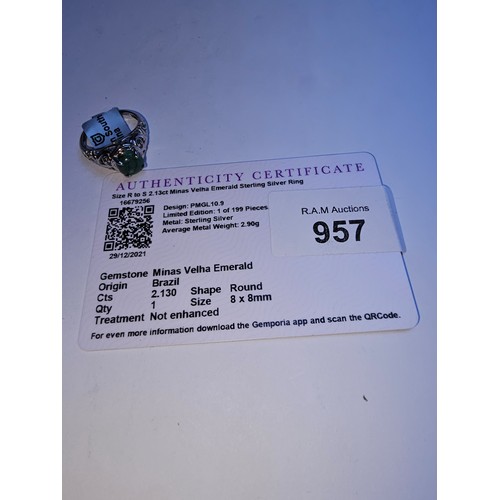 AUTHENTICITY CERTIFICATE
Size R to S 2.13ct Minas Velha Emerald Sterling Silver Ring
16679256
Design: PMGL10.9
Limited Edition: 1 of 199 Pieces
Metal: Sterling Silver
Average Metal Weight: 2.90g
29/12/2021
R.A.M Auctions
957
Gemstone Minas Velha Emerald
Origin Brazil
Cts 2.130 Shape Round
Qty 1 Size 8 x 8mm
Treatment Not enhanced
For even more information download the Gemporia app and scan the QRCode.